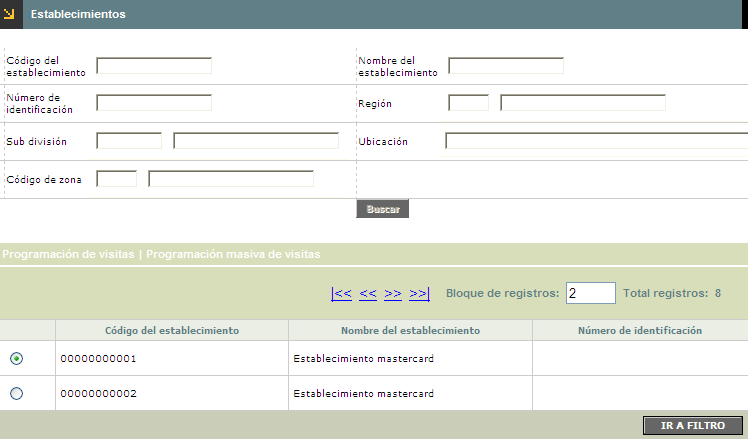 Establecimientos
Código del
establecimiento
Nombre del
establecimiento
Número de
identificación
Región
Sub división
Ubicación
Código de zona
Buscar
Programación de visitas | Programación masiva de visitas
|<< << >> >>| Bloque de registros: 2 Total registros: 8
Código del establecimiento Nombre del establecimiento Número de identificación
00000000001 Establecimiento mastercard
00000000002 Establecimiento mastercard
IR A FILTRO